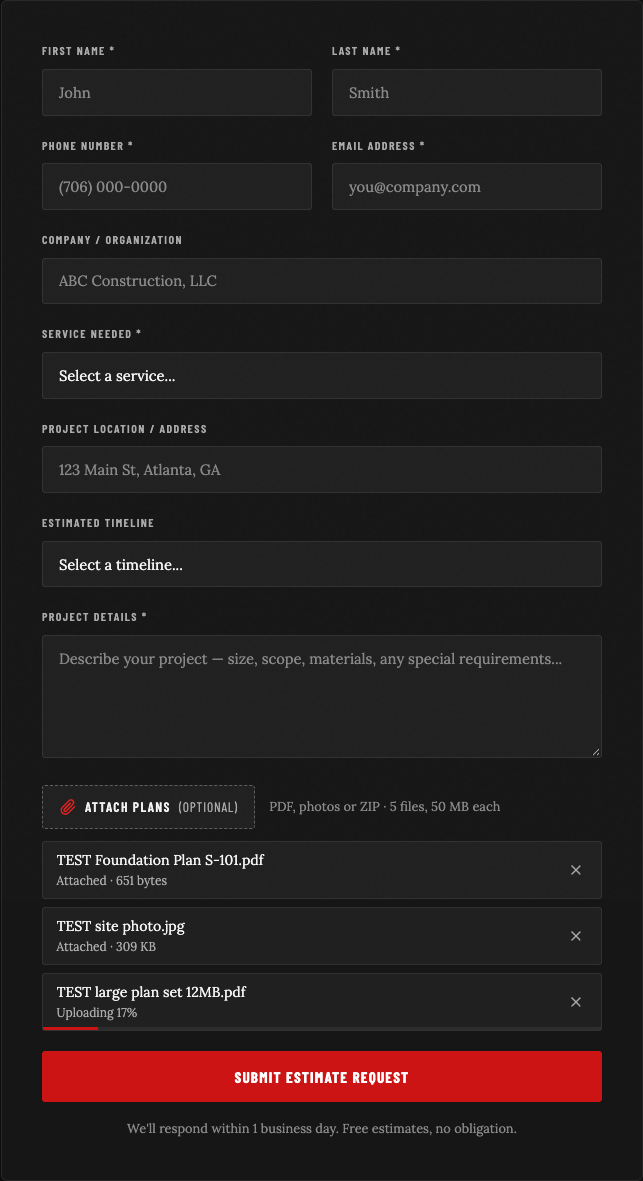 FIRST NAME *
LAST NAME *
John
Smith
PHONE NUMBER *
EMAIL ADDRESS *
(706) 000-0000
you@company.com
COMPANY / ORGANIZATION
ABC Construction, LLC
SERVICE NEEDED *
Select a service...
PROJECT LOCATION / ADDRESS
123 Main St, Atlanta, GA
ESTIMATED TIMELINE
Select a timeline...
PROJECT DETAILS *
Describe your project — size, scope, materials, any special requirements...
ATTACH PLANS (OPTIONAL)
PDF, photos or ZIP · 5 files, 50 MB each
TEST Foundation Plan S-101.pdf
Attached · 651 bytes
TEST site photo.jpg
Attached · 309 KB
TEST large plan set 12MB.pdf
Uploading 17%
SUBMIT ESTIMATE REQUEST
We'll respond within 1 business day. Free estimates, no obligation.